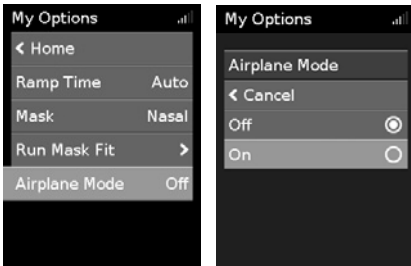 My Options
< Home
Ramp Time Auto
Mask Nasal
Run Mask Fit >
Airplane Mode Off
My Options
Airplane Mode
< Cancel
Off
On